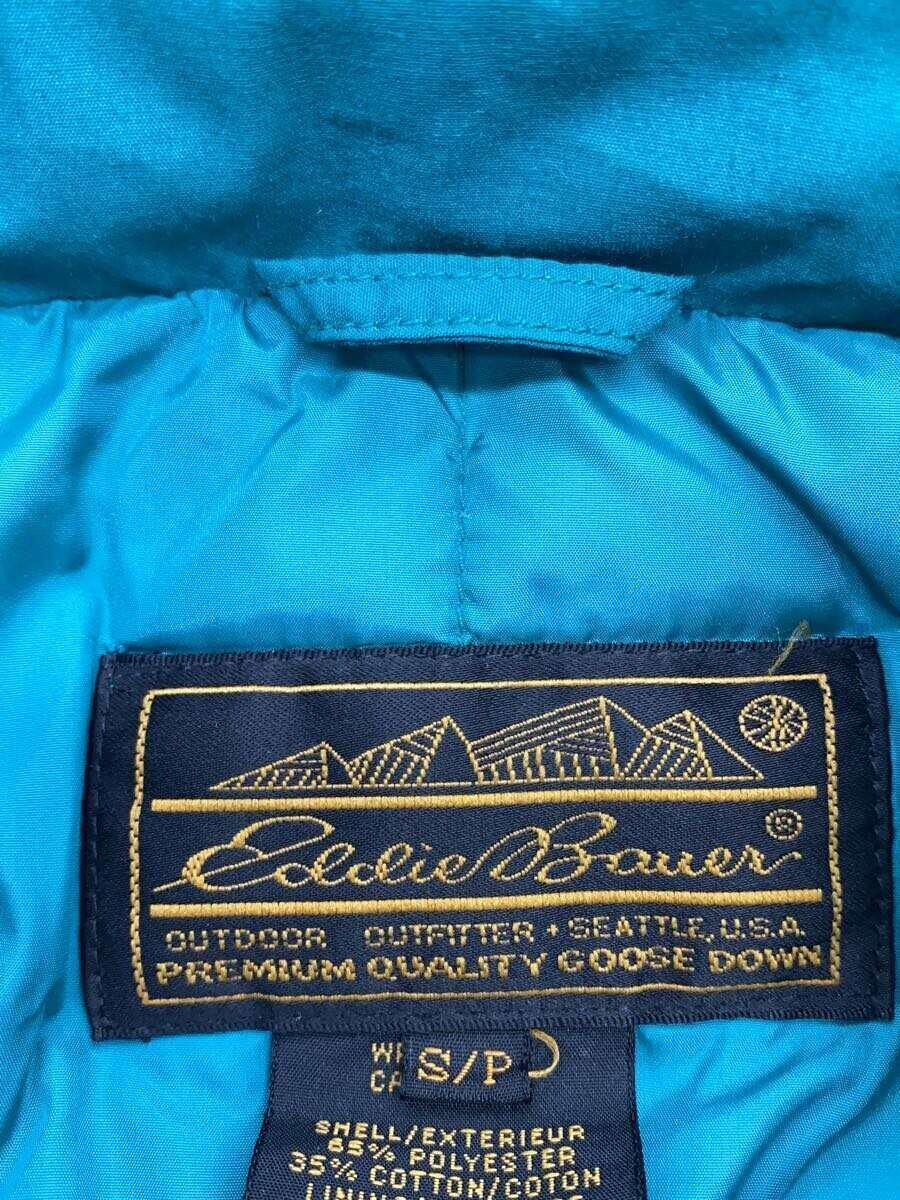 Eddie Bauer®
OUTDOOR OUTFITTER • SEATTLE, U.S.A.
PREMIUM QUALITY GOOSE DOWN
S/P
SHELL/EXTERIEUR
65% POLYESTER
35% COTTON/COTON